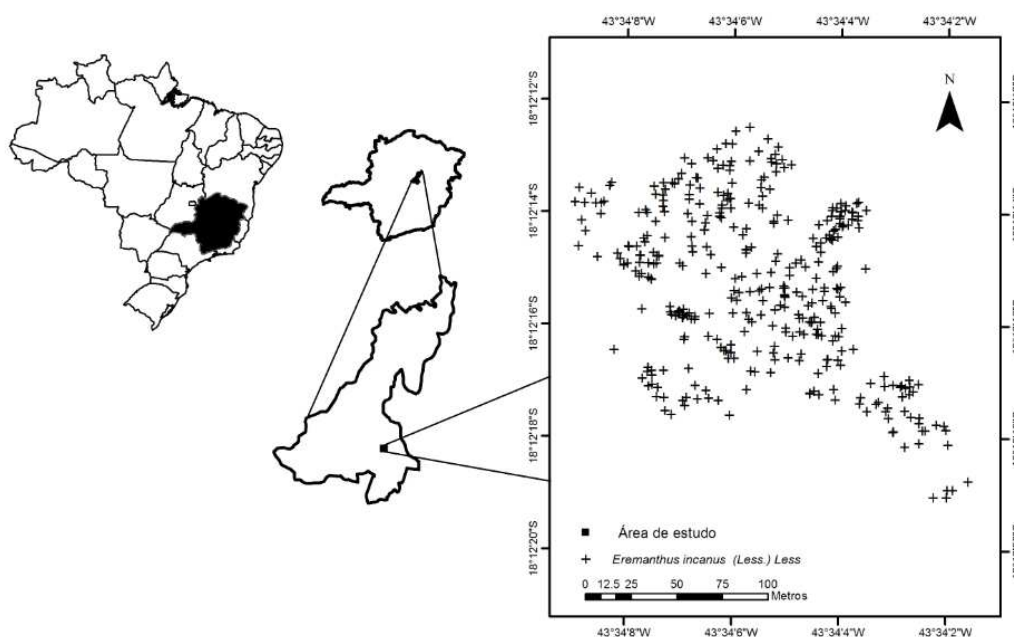 43°34'8"W 43°34'6"W 43°34'4"W 43°34'2"W
18°12'12"S
18°12'14"S
18°12'16"S
18°12'18"S
18°12'20"S
N
Área de estudo
Eremanthus incanus (Less.) Less
0 12.5 25 50 75 100
Metros
43°34'8"W 43°34'6"W 43°34'4"W 43°34'2"W